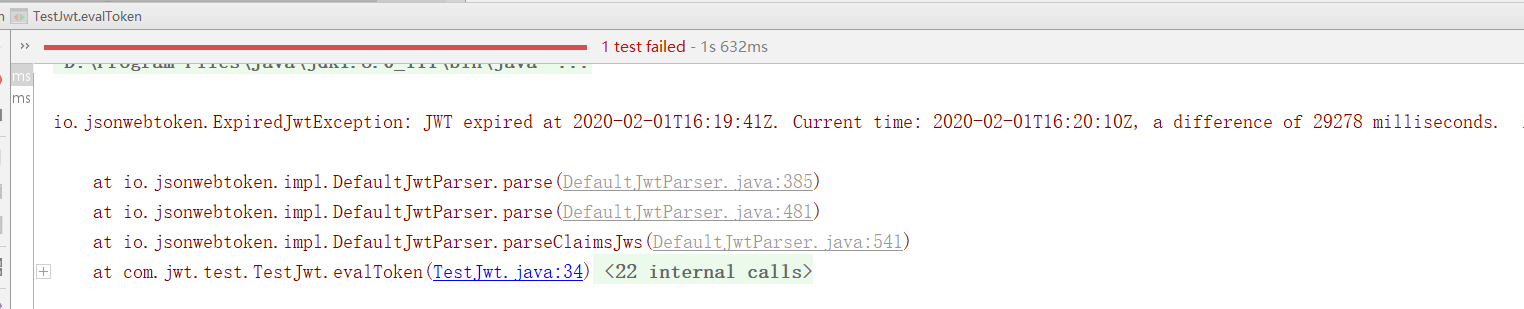 TestJwt.evalToken
>> 1 test failed - 1s 632ms
ms
ms
io.jsonwebtoken.ExpiredJwtException: JWT expired at 2020-02-01T16:19:41Z. Current time: 2020-02-01T16:20:10Z, a difference of 29278 milliseconds.
at io.jsonwebtoken.impl.DefaultJwtParser.parse(DefaultJwtParser.java:385)
at io.jsonwebtoken.impl.DefaultJwtParser.parse(DefaultJwtParser.java:481)
at io.jsonwebtoken.impl.DefaultJwtParser.parseClaimsJws(DefaultJwtParser.java:541)
at com.jwt.test.TestJwt.evalToken(TestJwt.java:34) <22 internal calls>